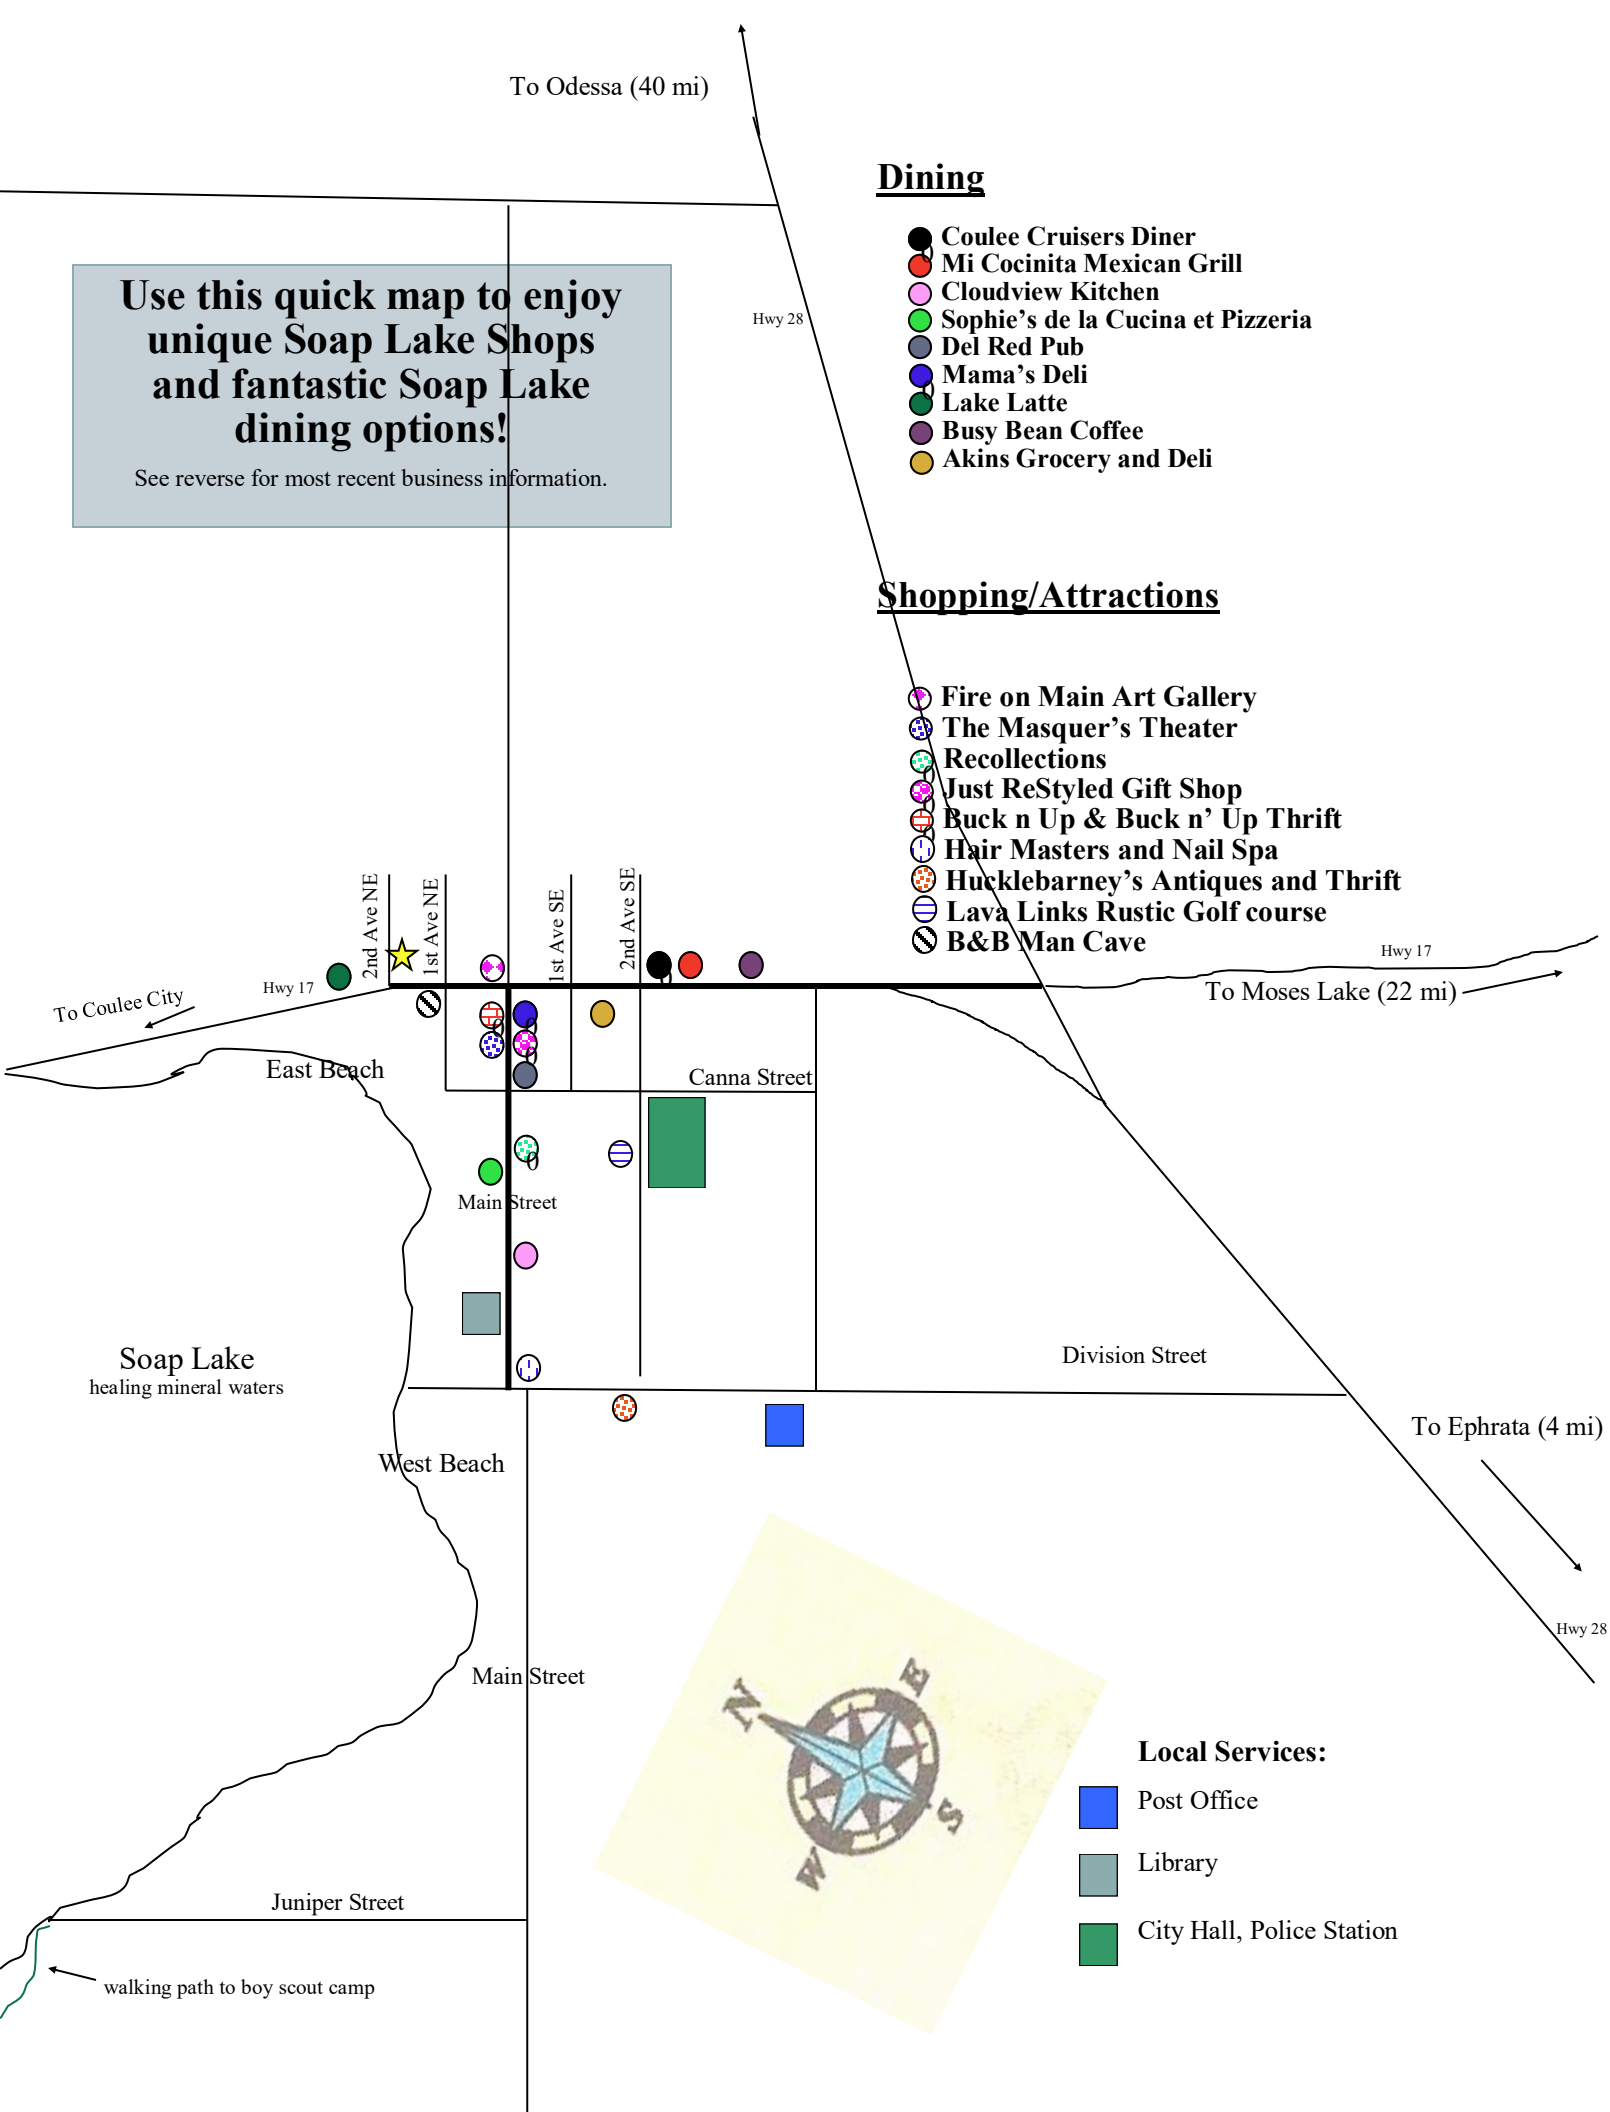 To Odessa (40 mi)
Dining
Coulee Cruisers Diner
Mi Cocinita Mexican Grill
Cloudview Kitchen
Sophie’s de la Cucina et Pizzeria
Del Red Pub
Mama’s Deli
Lake Latte
Busy Bean Coffee
Akins Grocery and Deli
Use this quick map to enjoy
unique Soap Lake Shops
and fantastic Soap Lake
dining options!
See reverse for most recent business information.
Hwy 28
Shopping/Attractions
Fire on Main Art Gallery
The Masquer’s Theater
Recollections
Just ReStyled Gift Shop
Buck n Up & Buck n’ Up Thrift
Hair Masters and Nail Spa
Hucklebarney’s Antiques and Thrift
Lava Links Rustic Golf course
B&B Man Cave
2nd Ave NE
1st Ave NE
1st Ave SE
2nd Ave SE
Hwy 17
To Moses Lake (22 mi)
Hwy 17
To Coulee City
East Beach
Canna Street
Main Street
Soap Lake
healing mineral waters
Division Street
West Beach
To Ephrata (4 mi)
Hwy 28
Main Street
N
E
S
W
Local Services:
Post Office
Library
City Hall, Police Station
Juniper Street
walking path to boy scout camp